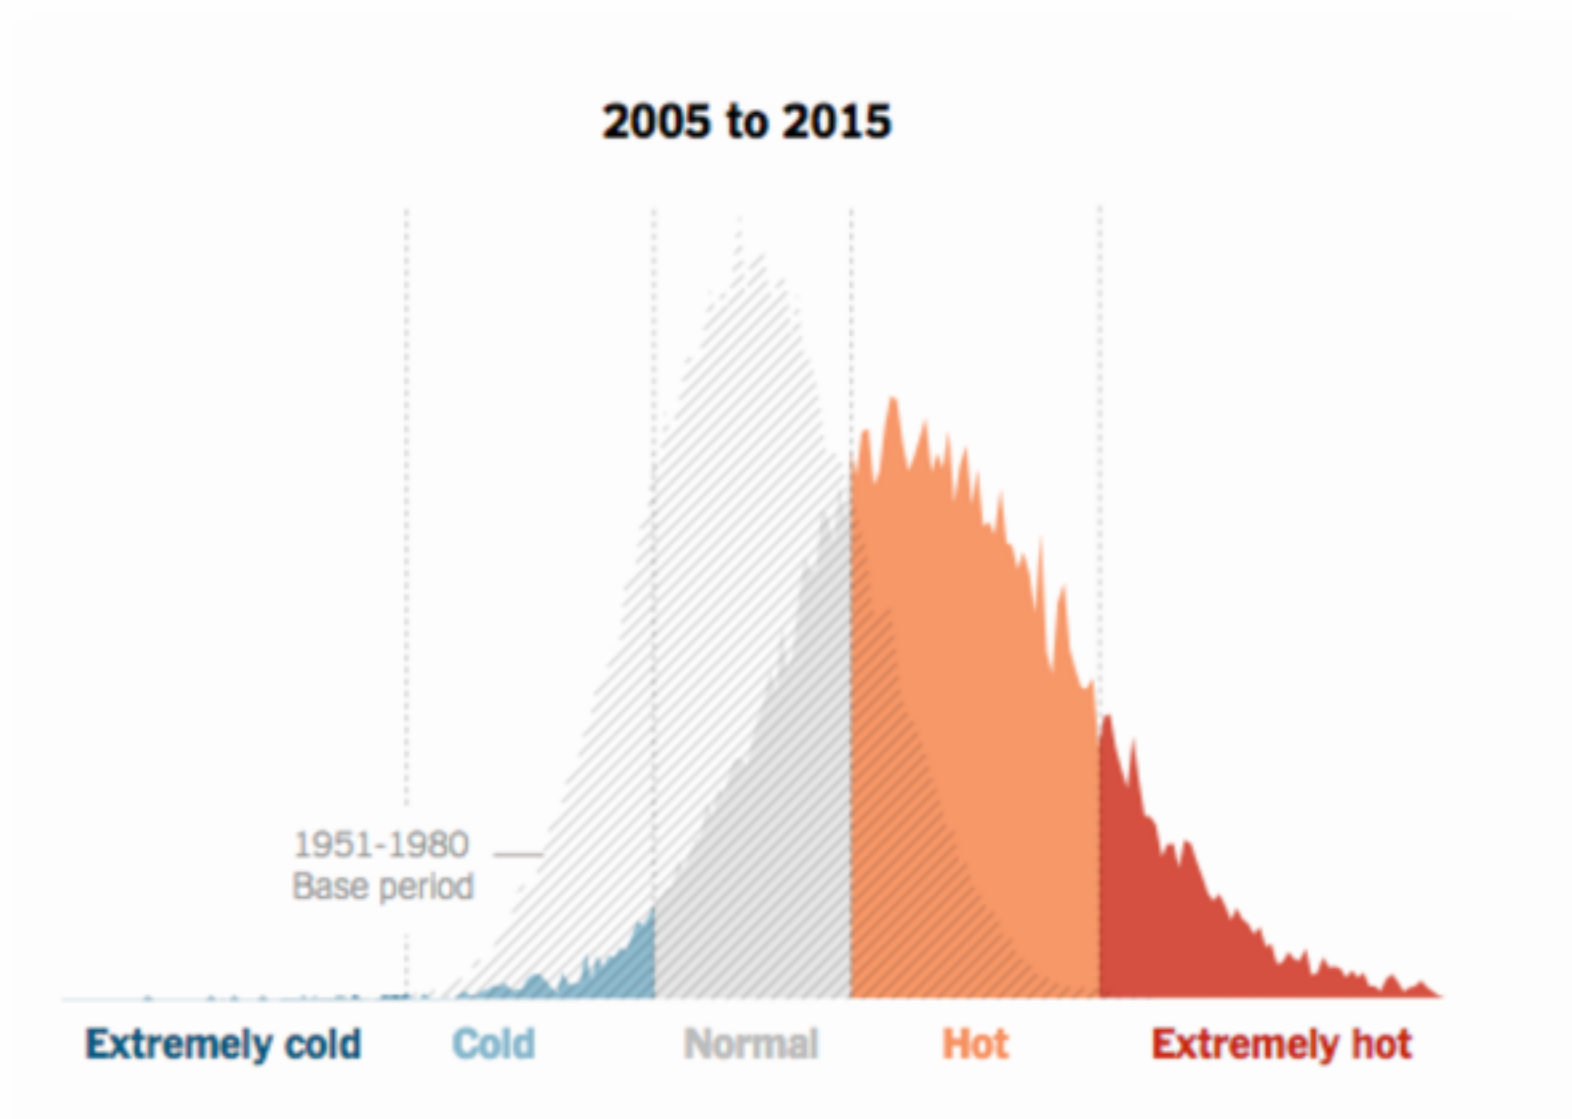 2005 to 2015
1951-1980
Base period
Extremely cold
Cold
Normal
Hot
Extremely hot